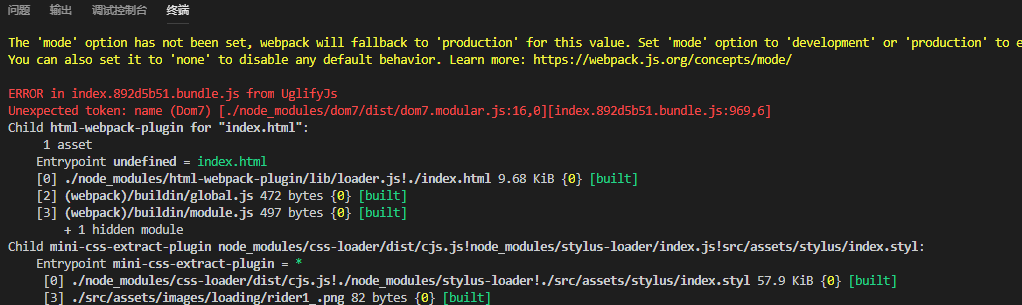 问题 输出 调试控制台 终端
The 'mode' option has not been set, webpack will fallback to 'production' for this value. Set 'mode' option to 'development' or 'production' to e
You can also set it to 'none' to disable any default behavior. Learn more: https://webpack.js.org/concepts/mode/
ERROR in index.892d5b51.bundle.js from UglifyJs
Unexpected token: name (Dom7) [./node_modules/dom7/dist/dom7.modular.js:16,0][index.892d5b51.bundle.js:969,6]
Child html-webpack-plugin for "index.html":
1 asset
Entrypoint undefined = index.html
[0] ./node_modules/html-webpack-plugin/lib/loader.js!./index.html 9.68 KiB {0} [built]
[2] (webpack)/buildin/global.js 472 bytes {0} [built]
[3] (webpack)/buildin/module.js 497 bytes {0} [built]
+ 1 hidden module
Child mini-css-extract-plugin node_modules/css-loader/dist/cjs.js!node_modules/stylus-loader/index.js!src/assets/stylus/index.styl:
Entrypoint mini-css-extract-plugin = *
[0] ./node_modules/css-loader/dist/cjs.js!./node_modules/stylus-loader!./src/assets/stylus/index.styl 57.9 KiB {0} [built]
[3] ./src/assets/images/loading/rider1_.png 82 bytes {0} [built]